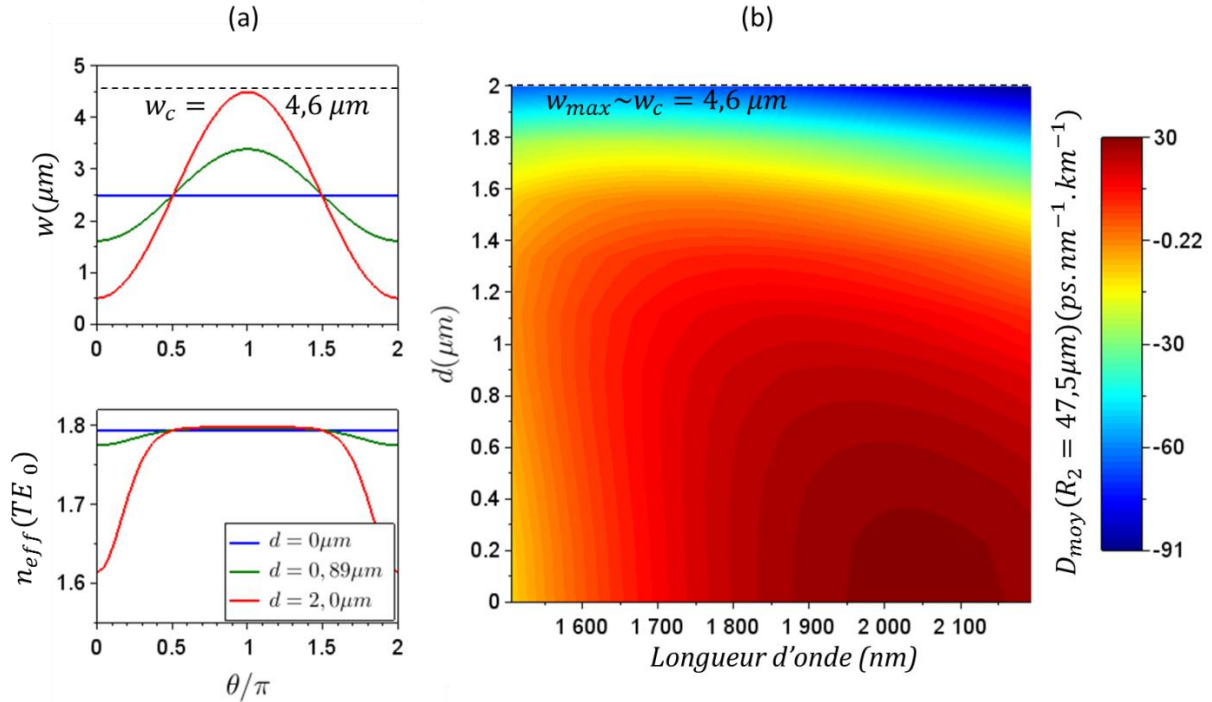 (a)
5
4
3
2
1
0
w(μm)
w_c = 4,6 μm
0 0.5 1 1.5 2
1.8
1.7
1.6
n_eff(TE_0)
d = 0μm
d = 0,89μm
d = 2,0μm
0 0.5 1 1.5 2
θ/π
(b)
w_max~w_c = 4,6 μm
2
1.8
1.6
1.4
1.2
1
0.8
0.6
0.4
0.2
0
d(μm)
1 600 1 700 1 800 1 900 2 000 2 100
Longueur d'onde (nm)
D_moy(R_2 = 47,5μm)(ps.nm^-1.km^-1)
30
-0.22
-30
-60
-91